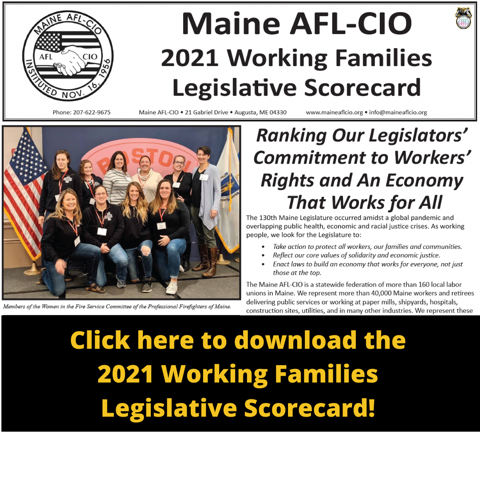 MAINE AFL-CIO
AFL CIO
INSTITUTED NOV. 16, 1956
Maine AFL-CIO
2021 Working Families
Legislative Scorecard
Phone: 207-622-9675 Maine AFL-CIO • 21 Gabriel Drive • Augusta, ME 04330 www.maineaflcio.org • info@maineaflcio.org
BOSTON
Members of the Women in the Fire Service Committee of the Professional Firefighters of Maine.
Ranking Our Legislators'
Commitment to Workers'
Rights and An Economy
That Works for All
The 130th Maine Legislature occurred amidst a global pandemic and
overlapping public health, economic and racial justice crises. As working
people, we look for the Legislature to:
• Take action to protect all workers, our families and communities.
• Reflect our core values of solidarity and economic justice.
• Enact laws to build an economy that works for everyone, not just
those at the top.
The Maine AFL-CIO is a statewide federation of more than 160 local labor
unions in Maine. We represent more than 40,000 Maine workers and retirees
delivering public services or working at paper mills, shipyards, hospitals,
construction sites, utilities, and in many other industries. We represent these
Click here to download the
2021 Working Families
Legislative Scorecard!